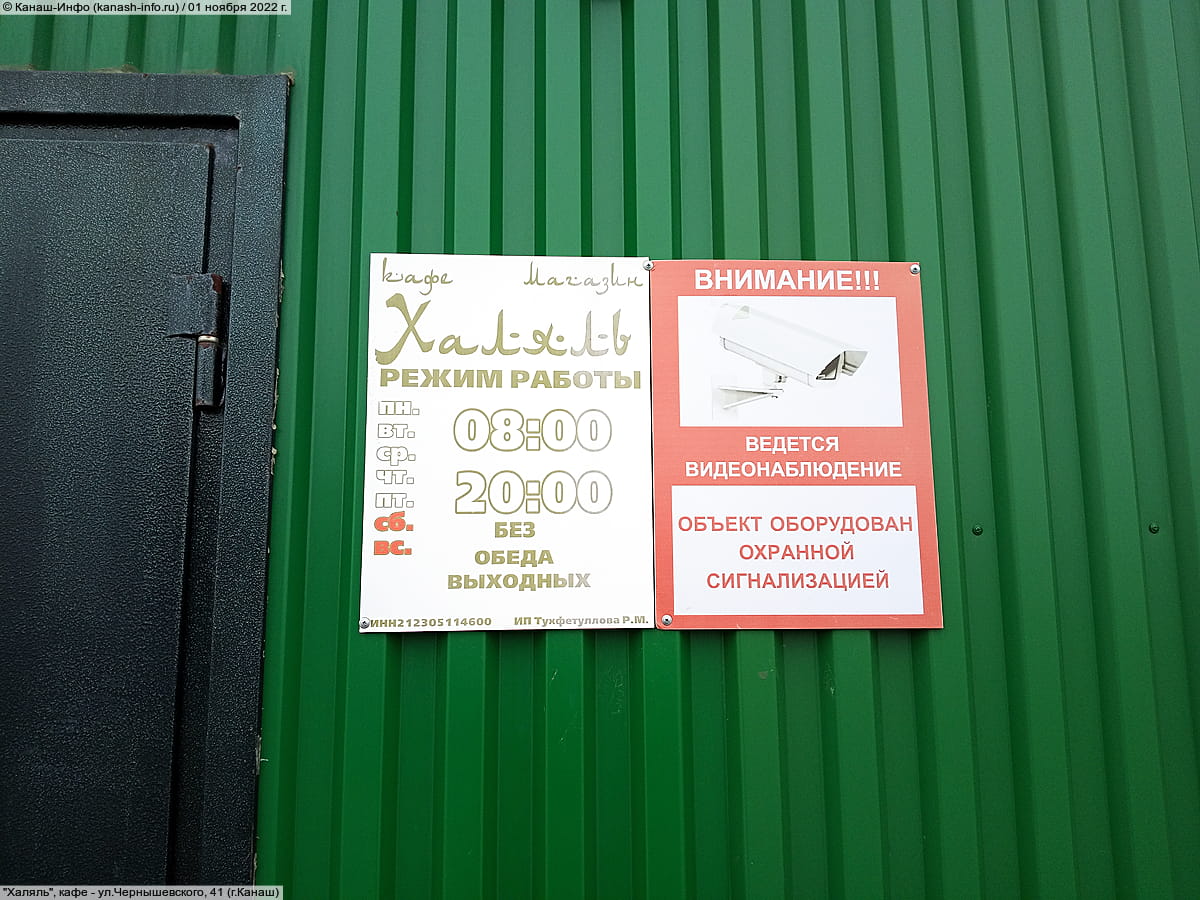 © Канаш-Инфо (kanash-info.ru) / 01 ноября 2022 г.
кафе Магазин
Халяль
РЕЖИМ РАБОТЫ
пн.
вт.
ср.
чт.
пт.
сб.
вс.
08:00
20:00
БЕЗ
ОБЕДА
ВЫХОДНЫХ
ИНН212305114600 ИП Тухфетуллова Р.М.
ВНИМАНИЕ!!!
ВЕДЕТСЯ
ВИДЕОНАБЛЮДЕНИЕ
ОБЪЕКТ ОБОРУДОВАН
ОХРАННОЙ
СИГНАЛИЗАЦИЕЙ
"Халяль", кафе - ул.Чернышевского, 41 (г.Канаш)